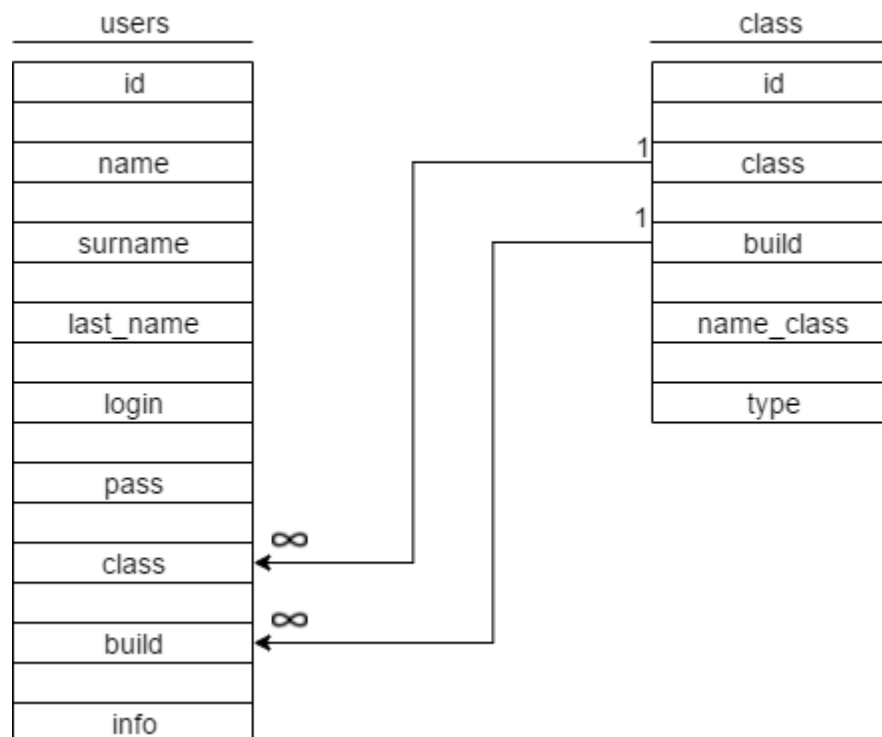 users
id
name
surname
last_name
login
pass
class
build
info
∞
∞
1
1
class
id
class
build
name_class
type